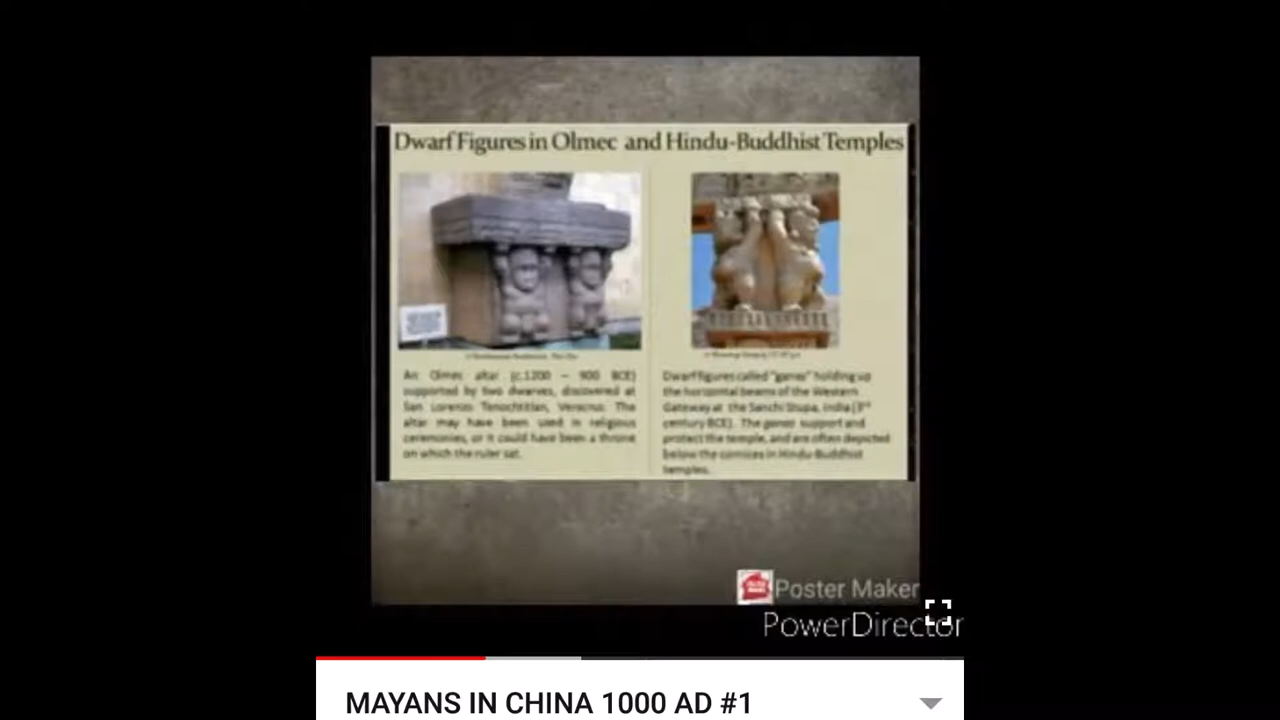 Dwarf Figures in Olmec and Hindu-Buddhist Temples
An Olmec altar (c.1200 – 900 BCE)
supported by two dwarves, discovered at
San Lorenzo Tenochtitlan, Veracruz. The
altar may have been used in religious
ceremonies, or it could have been a throne
on which the ruler sat.
Dwarf figures called "ganas" holding up
the horizontal beams of the Western
Gateway at the Sanchi Stupa, India (3rd
century BCE). The ganas support and
protect the temple, and are often depicted
below the cornices in Hindu-Buddhist
temples.
Poster Maker
PowerDirector
MAYANS IN CHINA 1000 AD #1